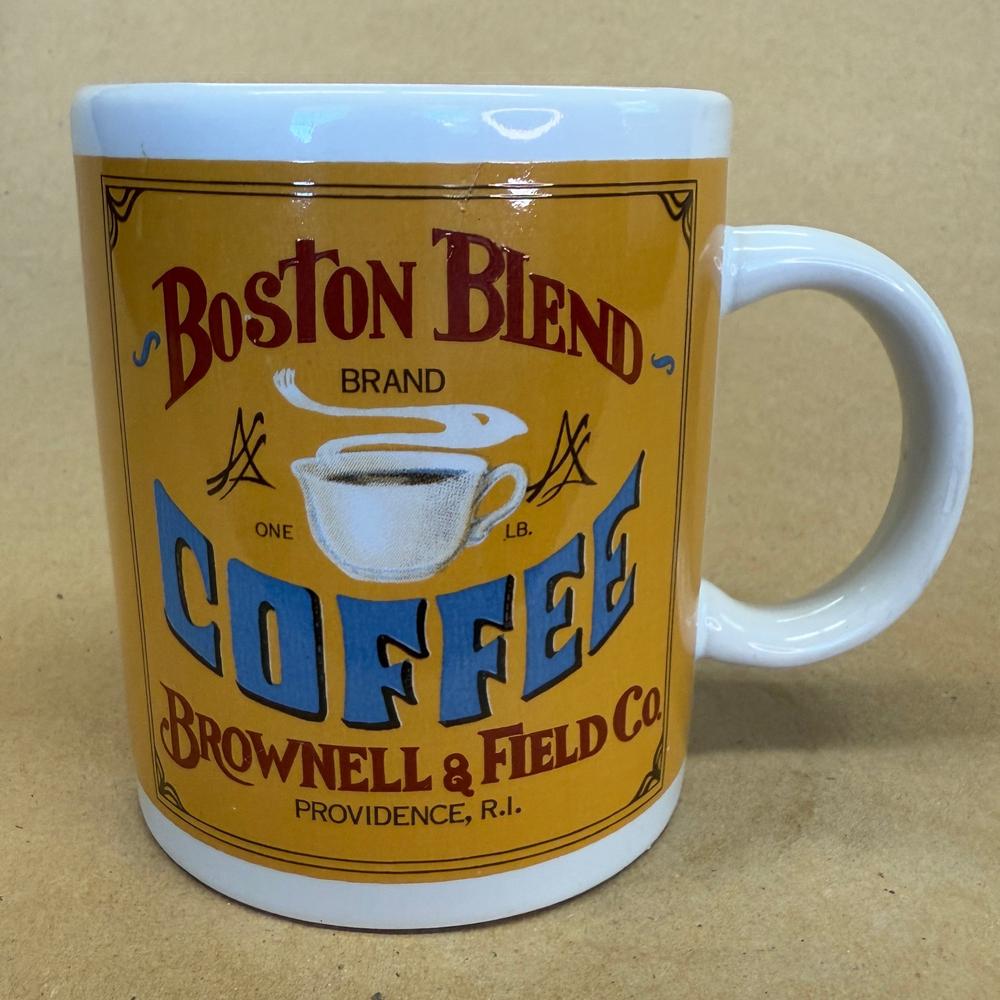 BOSTON BLEND
BRAND
ONE LB.
COFFEE
BROWNELL & FIELD CO.
PROVIDENCE, R.I.